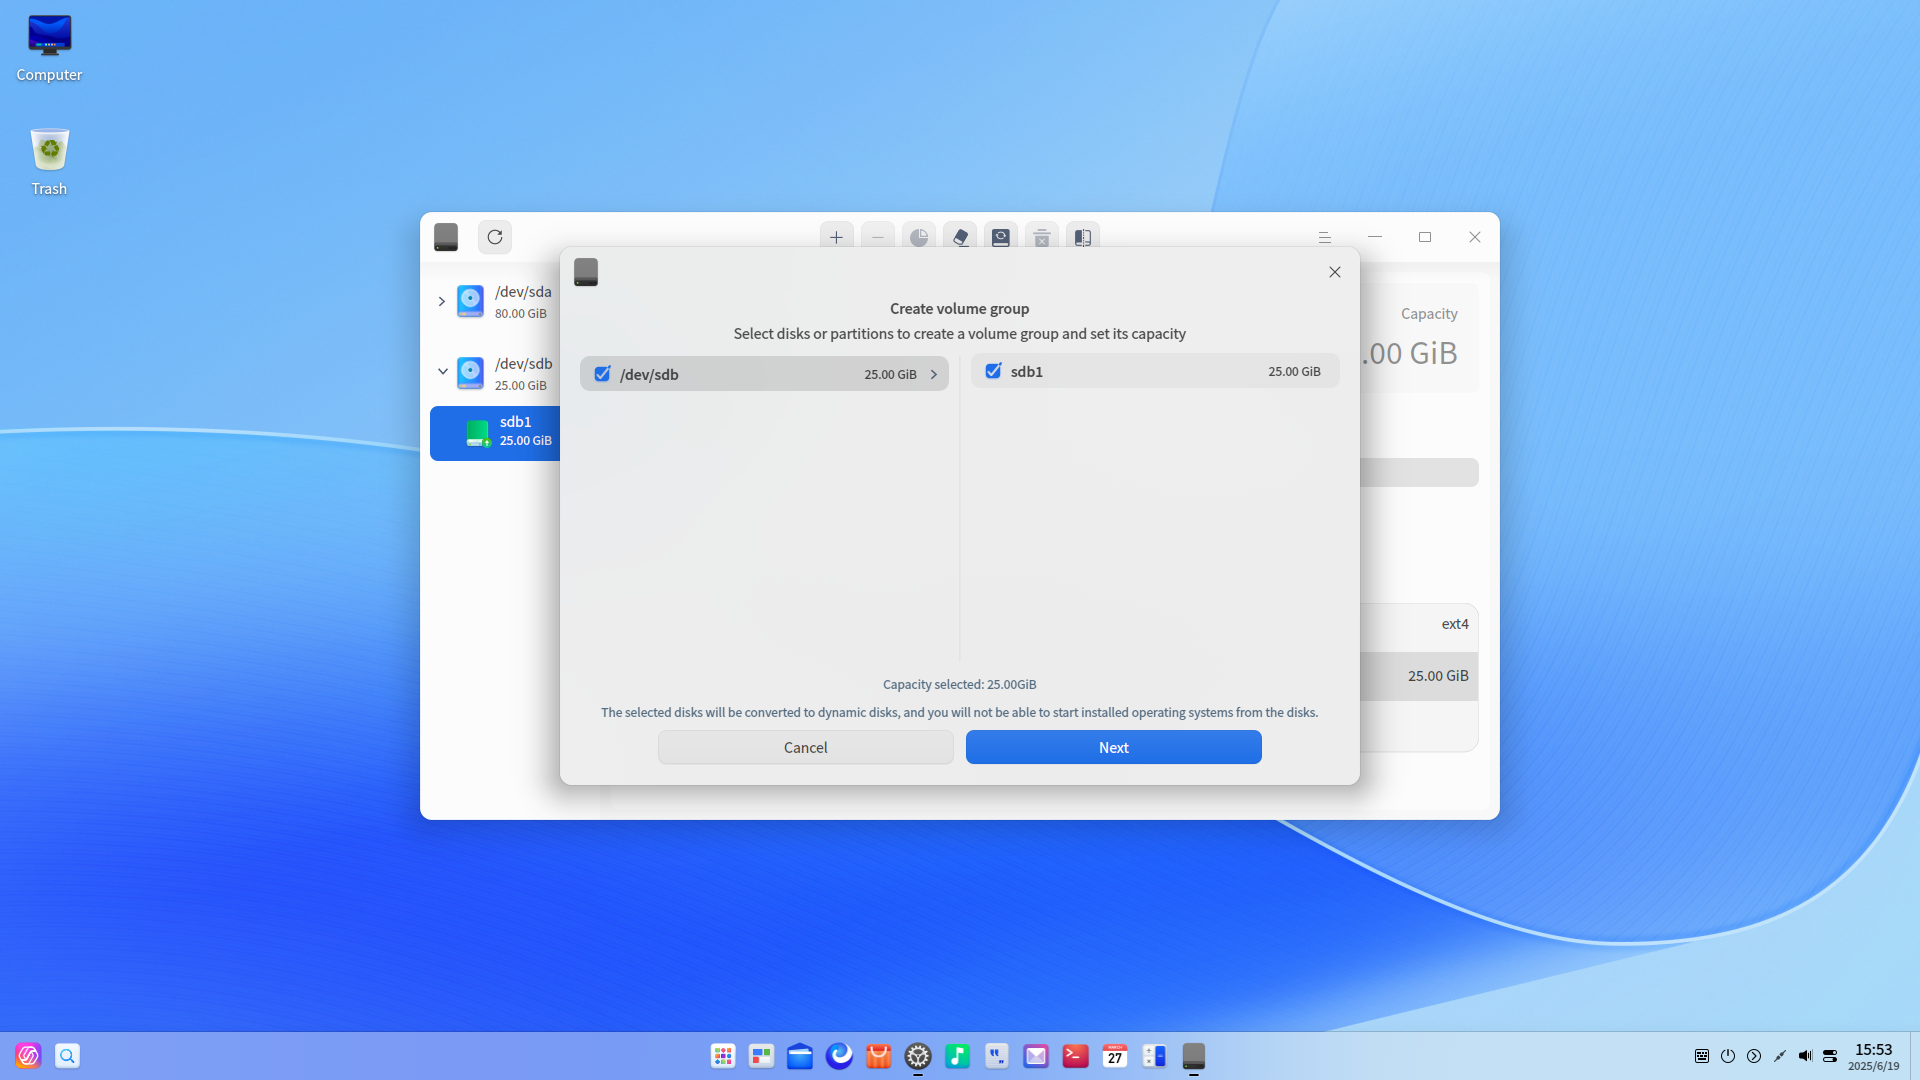 Computer
Trash
/dev/sda
80.00 GiB
/dev/sdb
25.00 GiB
sdb1
25.00 GiB
Create volume group
Select disks or partitions to create a volume group and set its capacity
/dev/sdb 25.00 GiB
sdb1 25.00 GiB
Capacity selected: 25.00GiB
The selected disks will be converted to dynamic disks, and you will not be able to start installed operating systems from the disks.
Cancel
Next
Capacity
.00 GiB
ext4
25.00 GiB
MARCH
27
15:53
2025/6/19